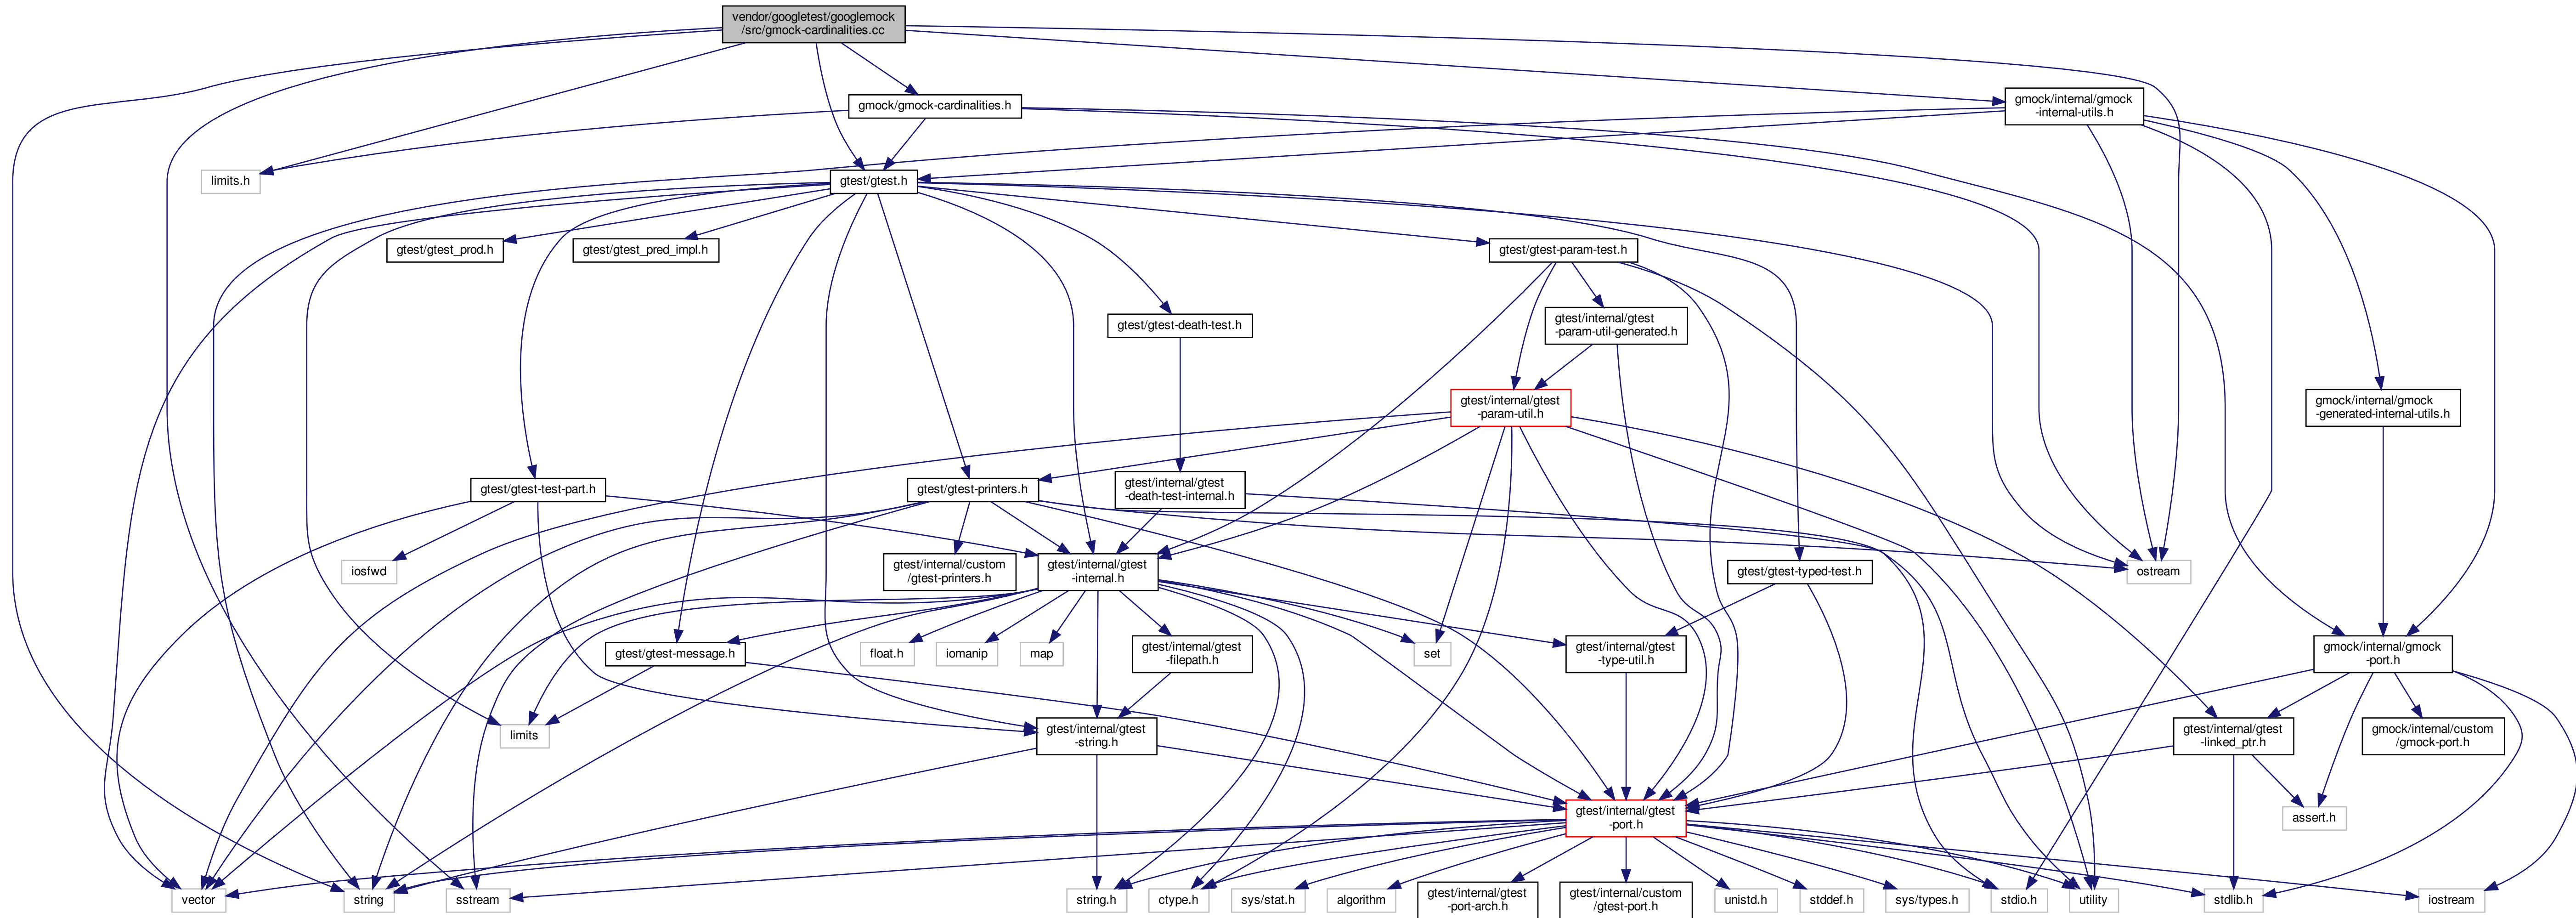 vendor/googletest/googlemock
/src/gmock-cardinalities.cc
gmock/gmock-cardinalities.h
gmock/internal/gmock
-internal-utils.h
limits.h
gtest/gtest.h
gtest/gtest_prod.h
gtest/gtest_pred_impl.h
gtest/gtest-param-test.h
gtest/gtest-death-test.h
gtest/internal/gtest
-param-util-generated.h
gtest/internal/gtest
-param-util.h
gmock/internal/gmock
-generated-internal-utils.h
gtest/gtest-test-part.h
gtest/gtest-printers.h
gtest/internal/gtest
-death-test-internal.h
iosfwd
gtest/internal/custom
/gtest-printers.h
gtest/internal/gtest
-internal.h
gtest/gtest-typed-test.h
ostream
gtest/gtest-message.h
float.h
iomanip
map
gtest/internal/gtest
-filepath.h
set
gtest/internal/gtest
-type-util.h
gmock/internal/gmock
-port.h
limits
gtest/internal/gtest
-string.h
gtest/internal/gtest
-linked_ptr.h
gmock/internal/custom
/gmock-port.h
gtest/internal/gtest
-port.h
assert.h
vector
string
sstream
string.h
ctype.h
sys/stat.h
algorithm
gtest/internal/gtest
-port-arch.h
gtest/internal/custom
/gtest-port.h
unistd.h
stddef.h
sys/types.h
stdio.h
utility
stdlib.h
iostream